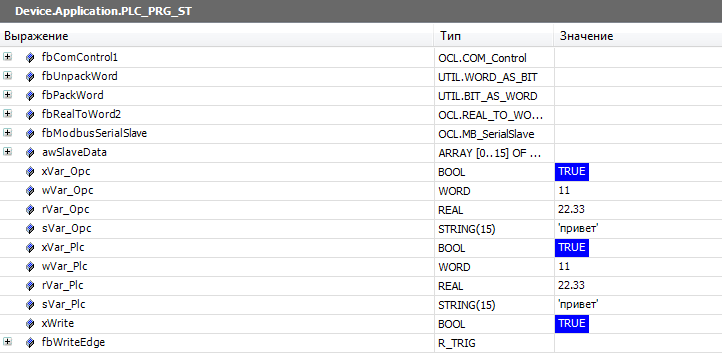 Device.Application.PLC_PRG_ST
Выражение Тип Значение
fbComControl1 OCL.COM_Control
fbUnpackWord UTIL.WORD_AS_BIT
fbPackWord UTIL.BIT_AS_WORD
fbRealToWord2 OCL.REAL_TO_WO...
fbModbusSerialSlave OCL.MB_SerialSlave
awSlaveData ARRAY [0..15] OF ...
xVar_Opc BOOL TRUE
wVar_Opc WORD 11
rVar_Opc REAL 22.33
sVar_Opc STRING(15) 'привет'
xVar_Plc BOOL TRUE
wVar_Plc WORD 11
rVar_Plc REAL 22.33
sVar_Plc STRING(15) 'привет'
xWrite BOOL TRUE
fbWriteEdge R_TRIG